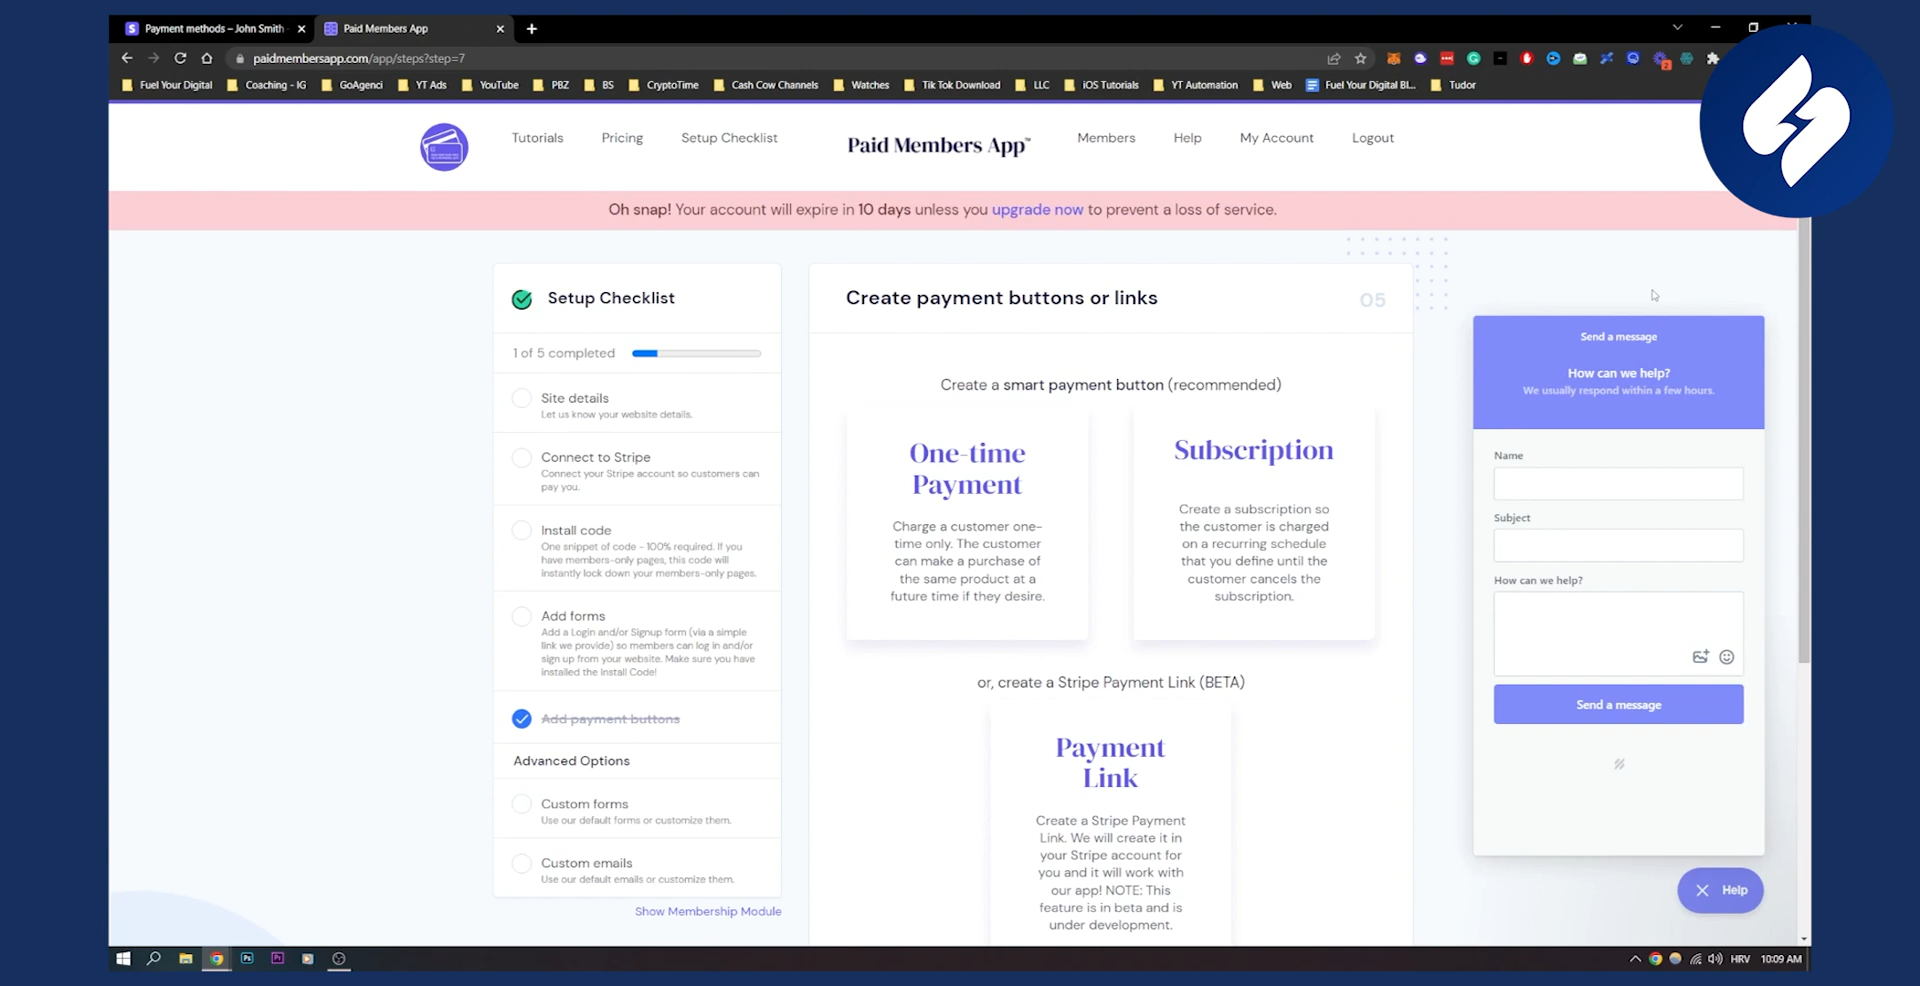 Payment methods – John Smith
Paid Members App
paidmembersapp.com/app/steps?step=7
Fuel Your Digital
Coaching - IG
GoAgenci
YT Ads
YouTube
PBZ
BS
CryptoTime
Cash Cow Channels
Watches
Tik Tok Download
LLC
iOS Tutorials
YT Automation
Web
Fuel Your Digital Bl...
Tudor
Tutorials
Pricing
Setup Checklist
Paid Members App™
Members
Help
My Account
Logout
Oh snap! Your account will expire in 10 days unless you upgrade now to prevent a loss of service.
Setup Checklist
1 of 5 completed
Site details
Let us know your website details.
Connect to Stripe
Connect your Stripe account so customers can
pay you.
Install code
One snippet of code - 100% required. If you
have members-only pages, this code will
instantly lock down your members-only pages.
Add forms
Add a Login and/or Signup form (via a simple
link we provide) so members can log in and/or
sign up from your website. Make sure you have
installed the Install Code!
Add payment buttons
Advanced Options
Custom forms
Use our default forms or customize them.
Custom emails
Use our default emails or customize them.
Show Membership Module
Create payment buttons or links
05
Create a smart payment button (recommended)
One-time
Payment
Charge a customer one-
time only. The customer
can make a purchase of
the same product at a
future time if they desire.
Subscription
Create a subscription so
the customer is charged
on a recurring schedule
that you define until the
customer cancels the
subscription.
or, create a Stripe Payment Link (BETA)
Payment
Link
Create a Stripe Payment
Link. We will create it in
your Stripe account for
you and it will work with
our app! NOTE: This
feature is in beta and is
under development.
Send a message
How can we help?
We usually respond within a few hours.
Name
Subject
How can we help?
Send a message
Help
HRV
10:09 AM